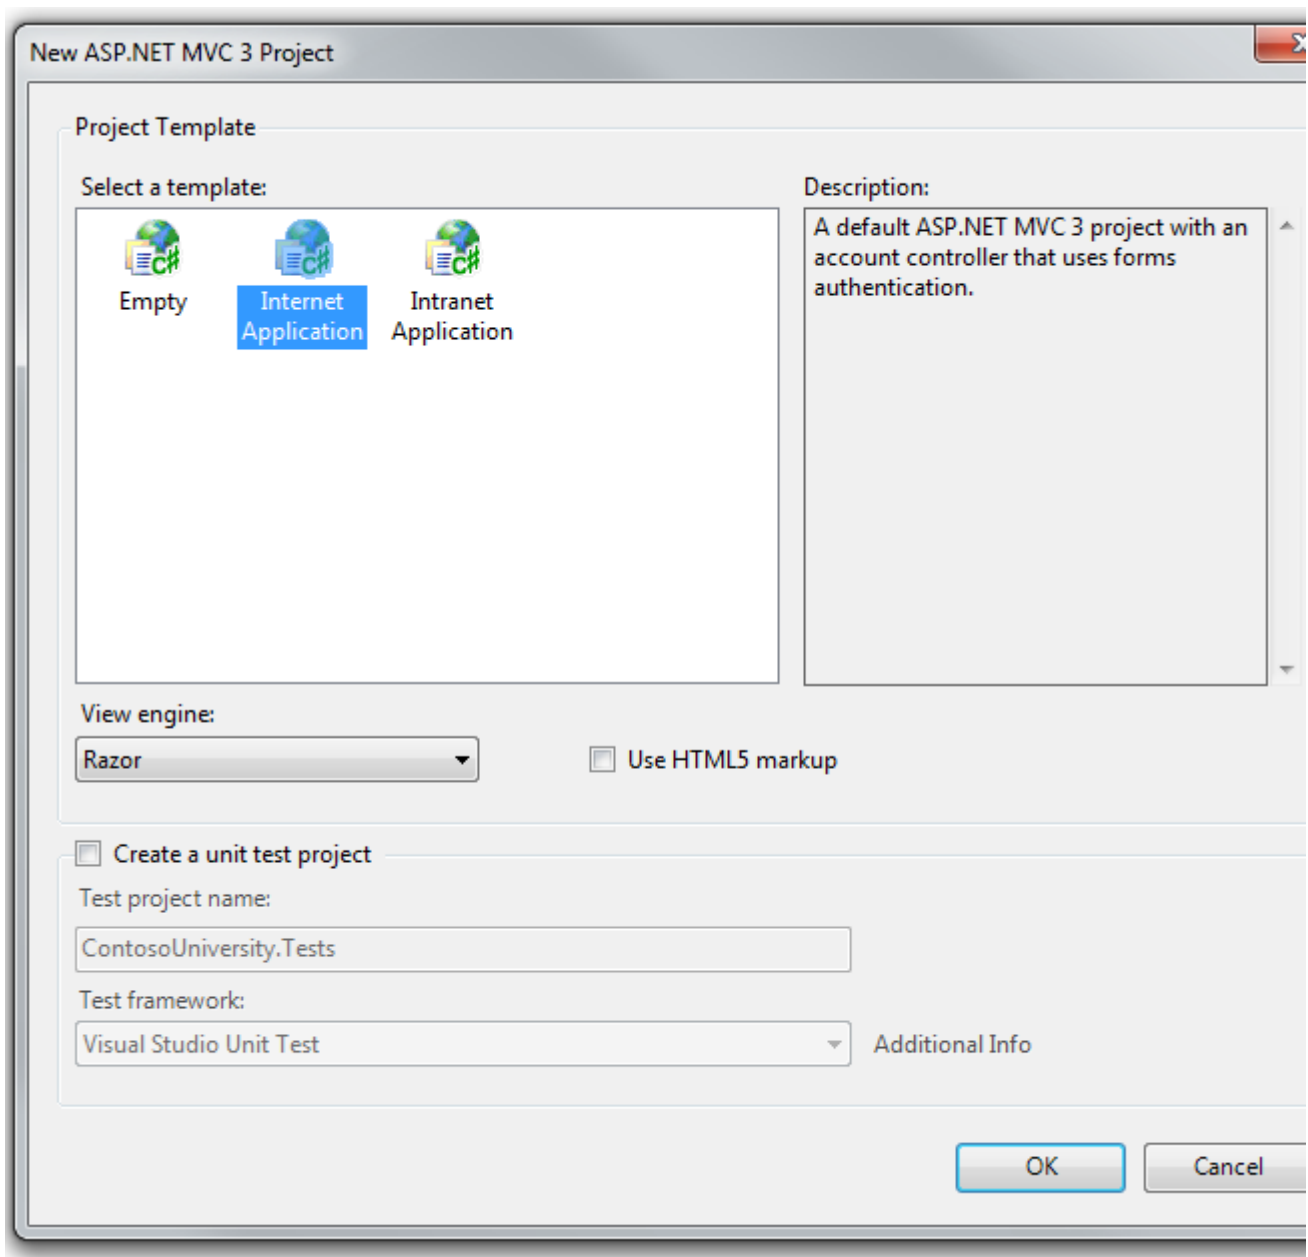 New ASP.NET MVC 3 Project
Project Template
Select a template:
Description:
Empty
Internet
Application
Intranet
Application
A default ASP.NET MVC 3 project with an
account controller that uses forms
authentication.
View engine:
Razor
Use HTML5 markup
Create a unit test project
Test project name:
ContosoUniversity.Tests
Test framework:
Visual Studio Unit Test
Additional Info
OK
Cancel